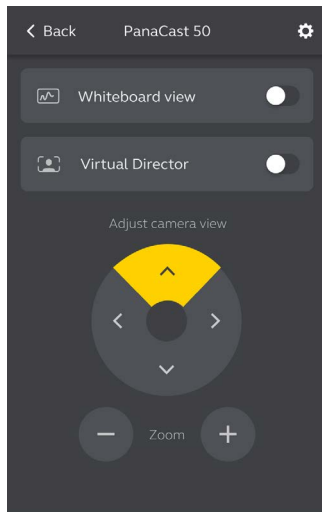 Back PanaCast 50
Whiteboard view
Virtual Director
Adjust camera view
Zoom